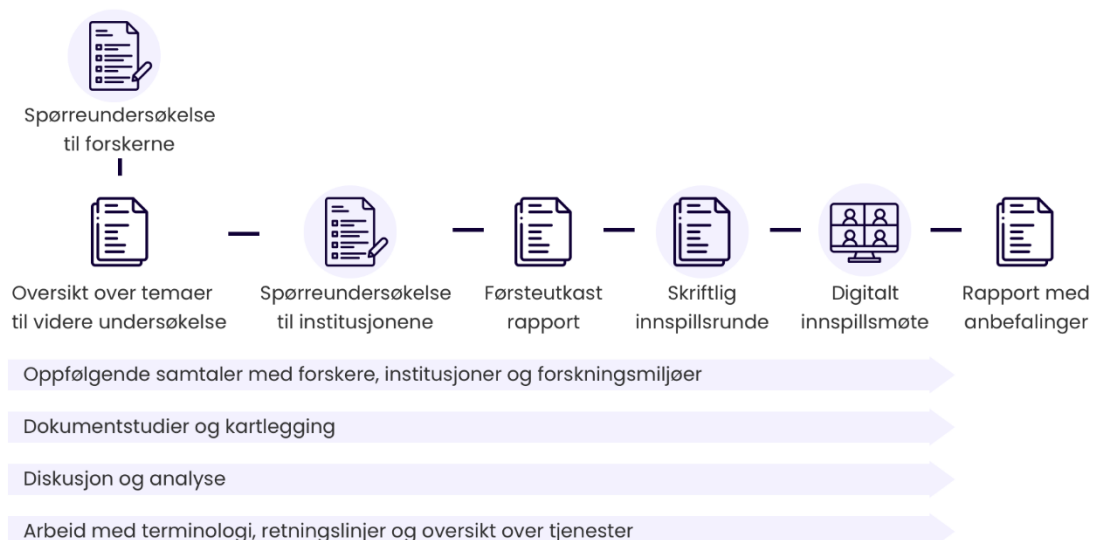 Spørreundersøkelse
til forskerne
Oversikt over temaer
til videre undersøkelse
Spørreundersøkelse
til institusjonene
Førsteutkast
rapport
Skriftlig
innspillsrunde
Digitalt
innspillsmøte
Rapport med
anbefalinger
Oppfølgende samtaler med forskere, institusjoner og forskningsmiljøer
Dokumentstudier og kartlegging
Diskusjon og analyse
Arbeid med terminologi, retningslinjer og oversikt over tjenester